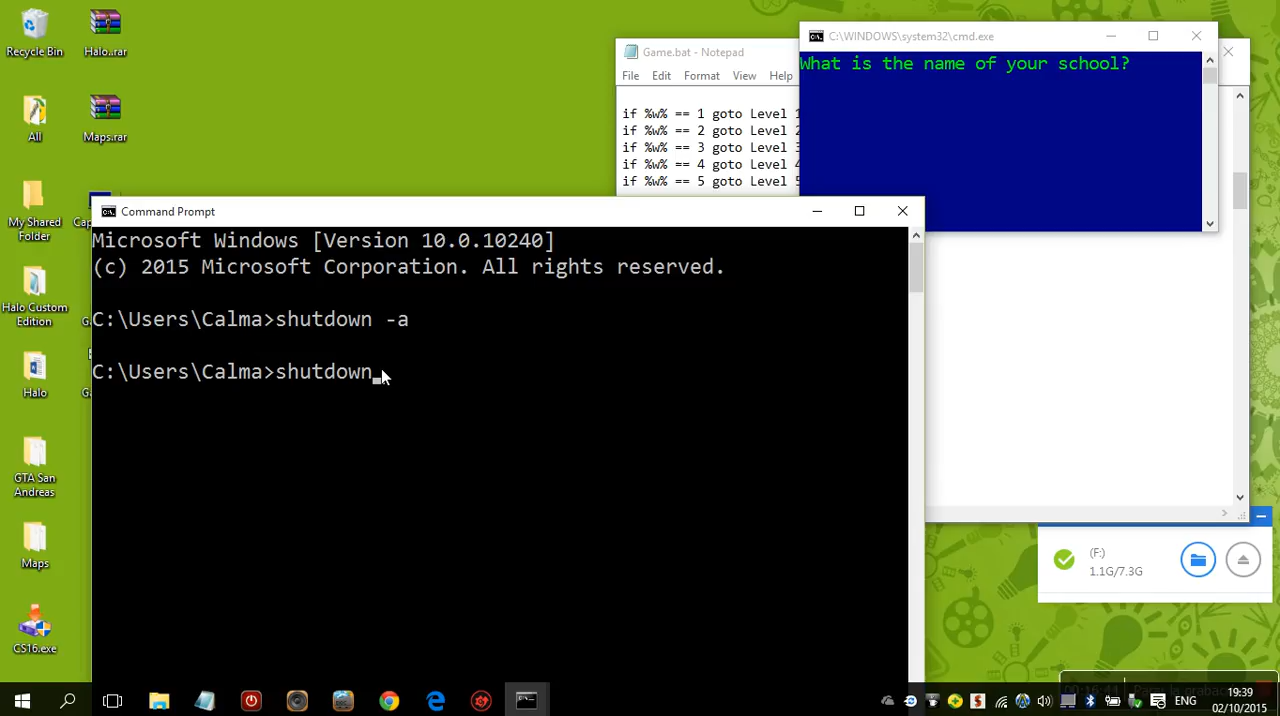 Recycle Bin
Halo..rar
All
Maps.rar
My Shared
Folder
Halo Custom
Edition
Halo
GTA San
Andreas
Maps
CS16.exe
Game.bat - Notepad
File Edit Format View Help
if %w% == 1 goto Level 1
if %w% == 2 goto Level 2
if %w% == 3 goto Level 3
if %w% == 4 goto Level 4
if %w% == 5 goto Level 5
C:\WINDOWS\system32\cmd.exe
What is the name of your school?
Command Prompt
Microsoft Windows [Version 10.0.10240]
(c) 2015 Microsoft Corporation. All rights reserved.
C:\Users\Calma>shutdown -a
C:\Users\Calma>shutdown
(F:)
1.1G/7.3G
ENG
19:39
02/10/2015